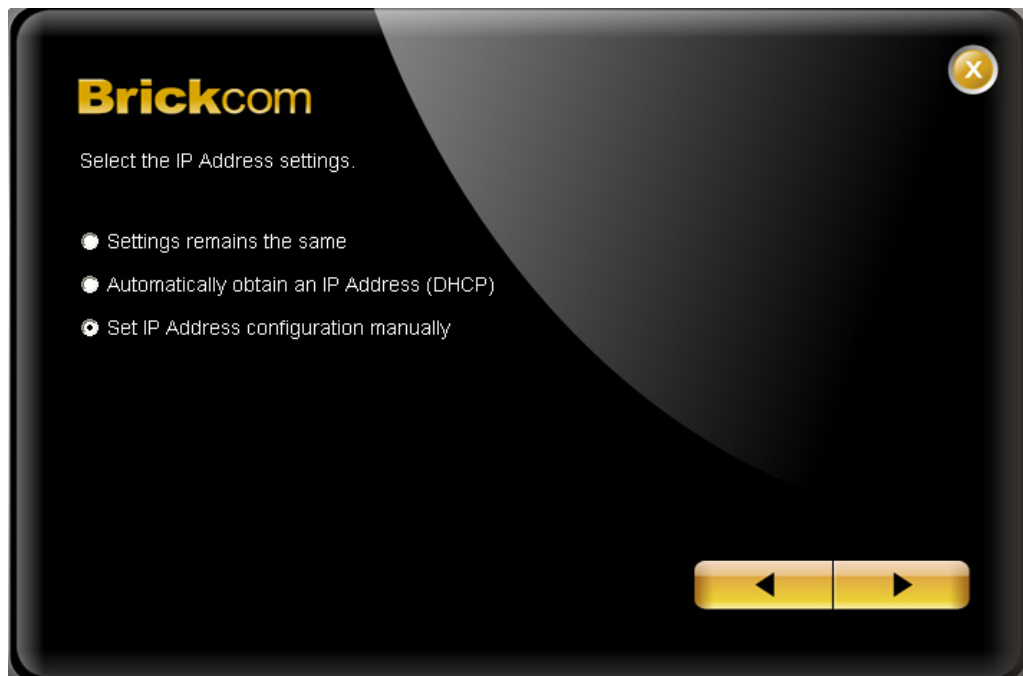 Brickcom
X
Select the IP Address settings.
Settings remains the same
Automatically obtain an IP Address (DHCP)
Set IP Address configuration manually